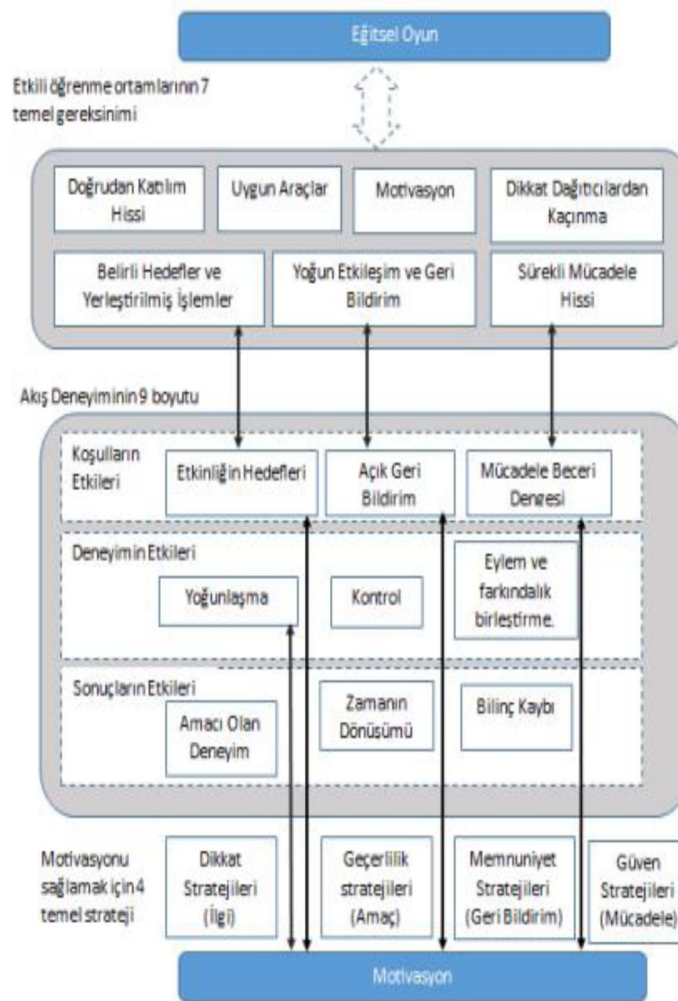 Eğitsel Oyun
Etkili öğrenme ortamlarının 7
temel gereksinimi
Doğrudan Katılım
Hissi
Uygun Araçlar
Motivasyon
Dikkat Dağıtıcılardan
Kaçınma
Belirli Hedefler ve
Yerleştirilmiş İşlemler
Yoğun Etkileşim ve Geri
Bildirim
Sürekli Mücadele
Hissi
Akış Deneyiminin 9 boyutu
Koşulların
Etkileri
Etkinliğin Hedefleri
Açık Geri
Bildirim
Mücadele Beceri
Dengesi
Deneyimin Etkileri
Yoğunlaşma
Kontrol
Eylem ve
farkındalık
birleştirme.
Sonuçların Etkileri
Amacı Olan
Deneyim
Zamanın
Dönüşümü
Bilinç Kaybı
Motivasyonu
sağlamak için 4
temel strateji
Dikkat
Stratejileri
(İlgi)
Geçerlilik
stratejileri
(Amaç)
Memnuniyet
Stratejileri
(Geri Bildirim)
Güven
Stratejileri
(Mücadele)
Motivasyon